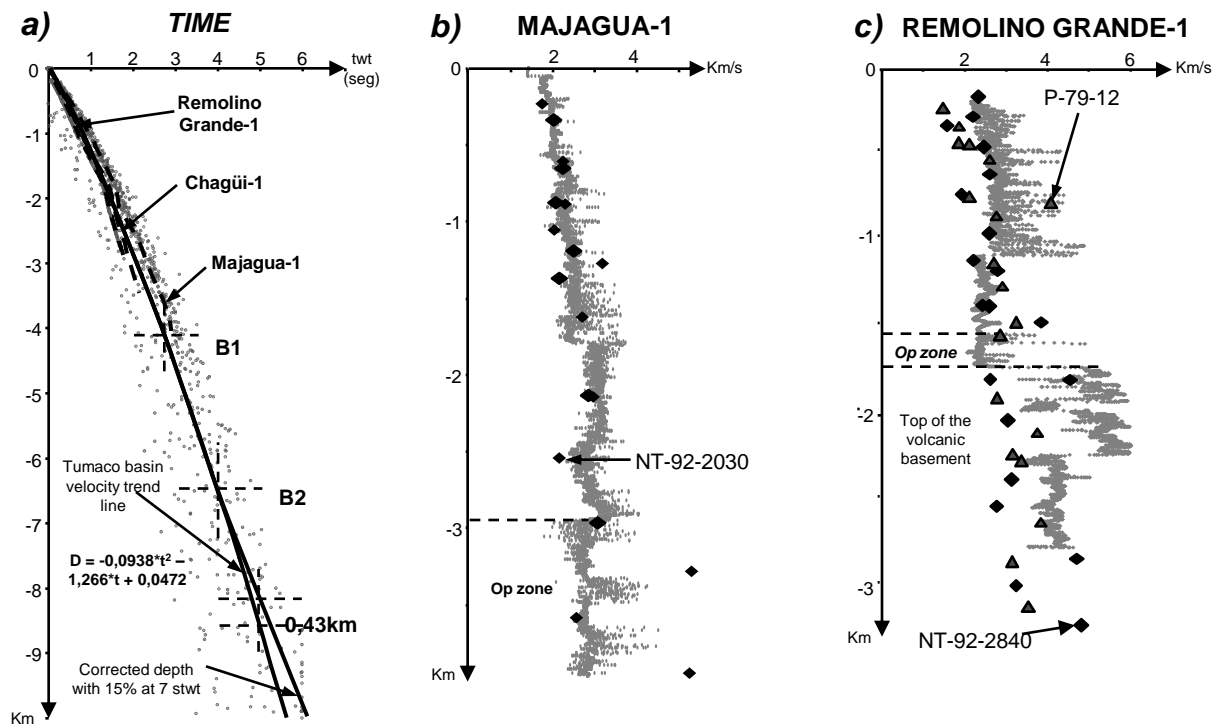 a)
TIME
1 2 3 4 5 6
twt
(seg)
0
Remolino
Grande-1
-1
Chagüi-1
-2
-3
Majagua-1
-4
B1
-5
-6
Tumaco basin
velocity trend
line
B2
-7
D = -0,0938*t² –
1,266*t + 0,0472
-8
0,43km
-9
Corrected depth
with 15% at 7 stwt
Km
b)
MAJAGUA-1
2 3 4 5
Km/s
0
-1
-2
NT-92-2030
-3
Op zone
Km
c)
REMOLINO GRANDE-1
2 4 6
Km/s
0
P-79-12
-1
Op zone
-2
Top of the
volcanic
basement
-3
Km
NT-92-2840